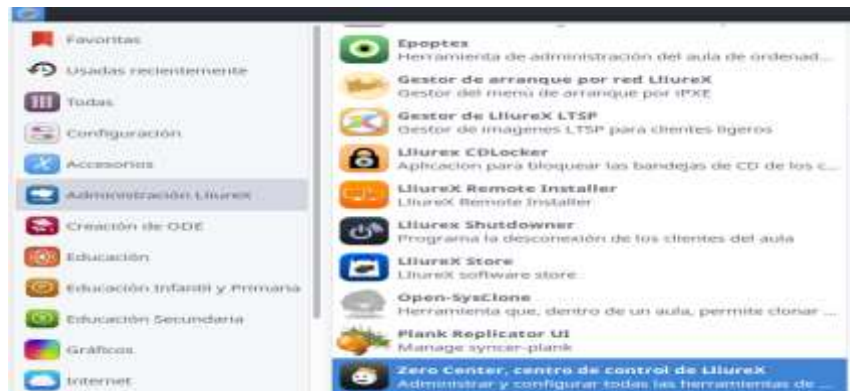 Favoritas
Usadas recientemente
Todas
Configuración
Accesorios
Administración LliureX
Creación de ODE
Educación
Educación Infantil y Primaria
Educación Secundaria
Gráficos
Internet
Epoptes
Herramienta de administración del aula de ordenad...
Gestor de arranque por red LliureX
Gestor del menú de arranque por iPXE
Gestor de LliureX LTSP
Gestor de imagenes LTSP para clientes ligeros
Lliurex CDLocker
Aplicacion para bloquear las bandejas de CD de los c...
LliureX Remote Installer
LliureX Remote Installer
Lliurex Shutdowner
Programa la desconexión de los clientes del aula
LliureX Store
LliureX software store
Open-SysClone
Herramienta que, dentro de un aula, permite clonar ...
Plank Replicator UI
Manage syncer-plank
Zero Center, centro de control de LliureX
Administrar y configurar todas las herramientas de ...